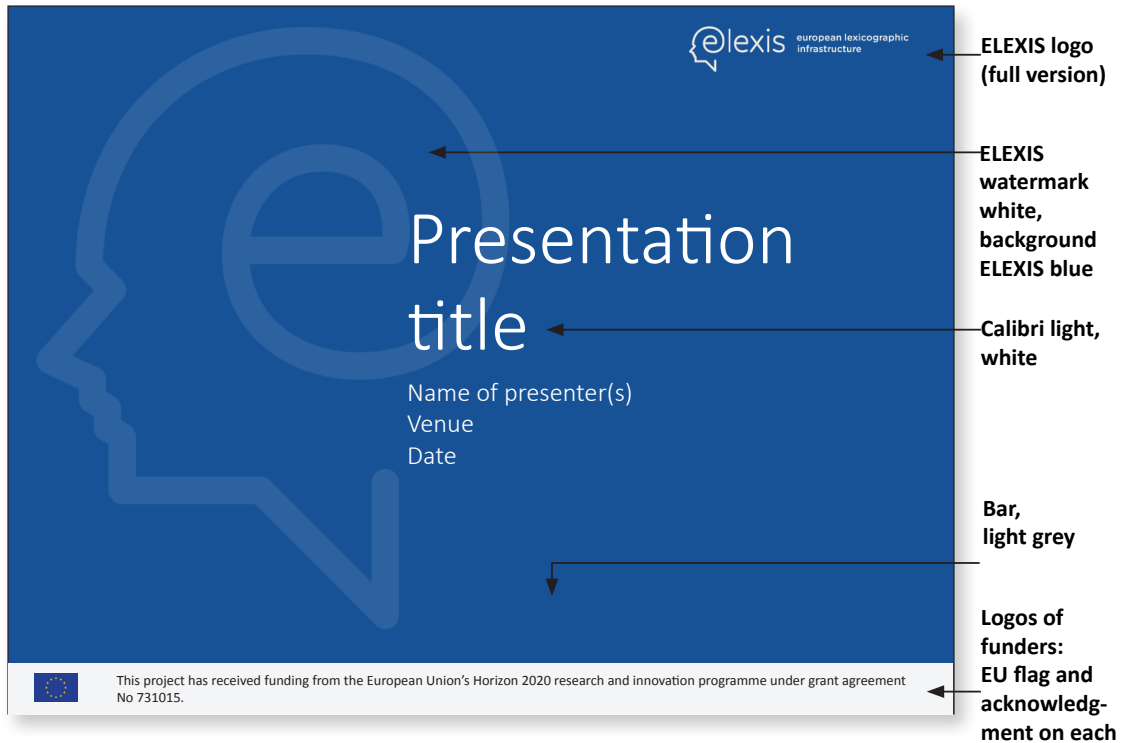 elexis
european lexicographic
infrastructure
Presentation
title
Name of presenter(s)
Venue
Date
This project has received funding from the European Union's Horizon 2020 research and innovation programme under grant agreement
No 731015.
ELEXIS logo
(full version)
ELEXIS
watermark
white,
background
ELEXIS blue
Calibri light,
white
Bar,
light grey
Logos of
funders:
EU flag and
acknowledg-
ment on each